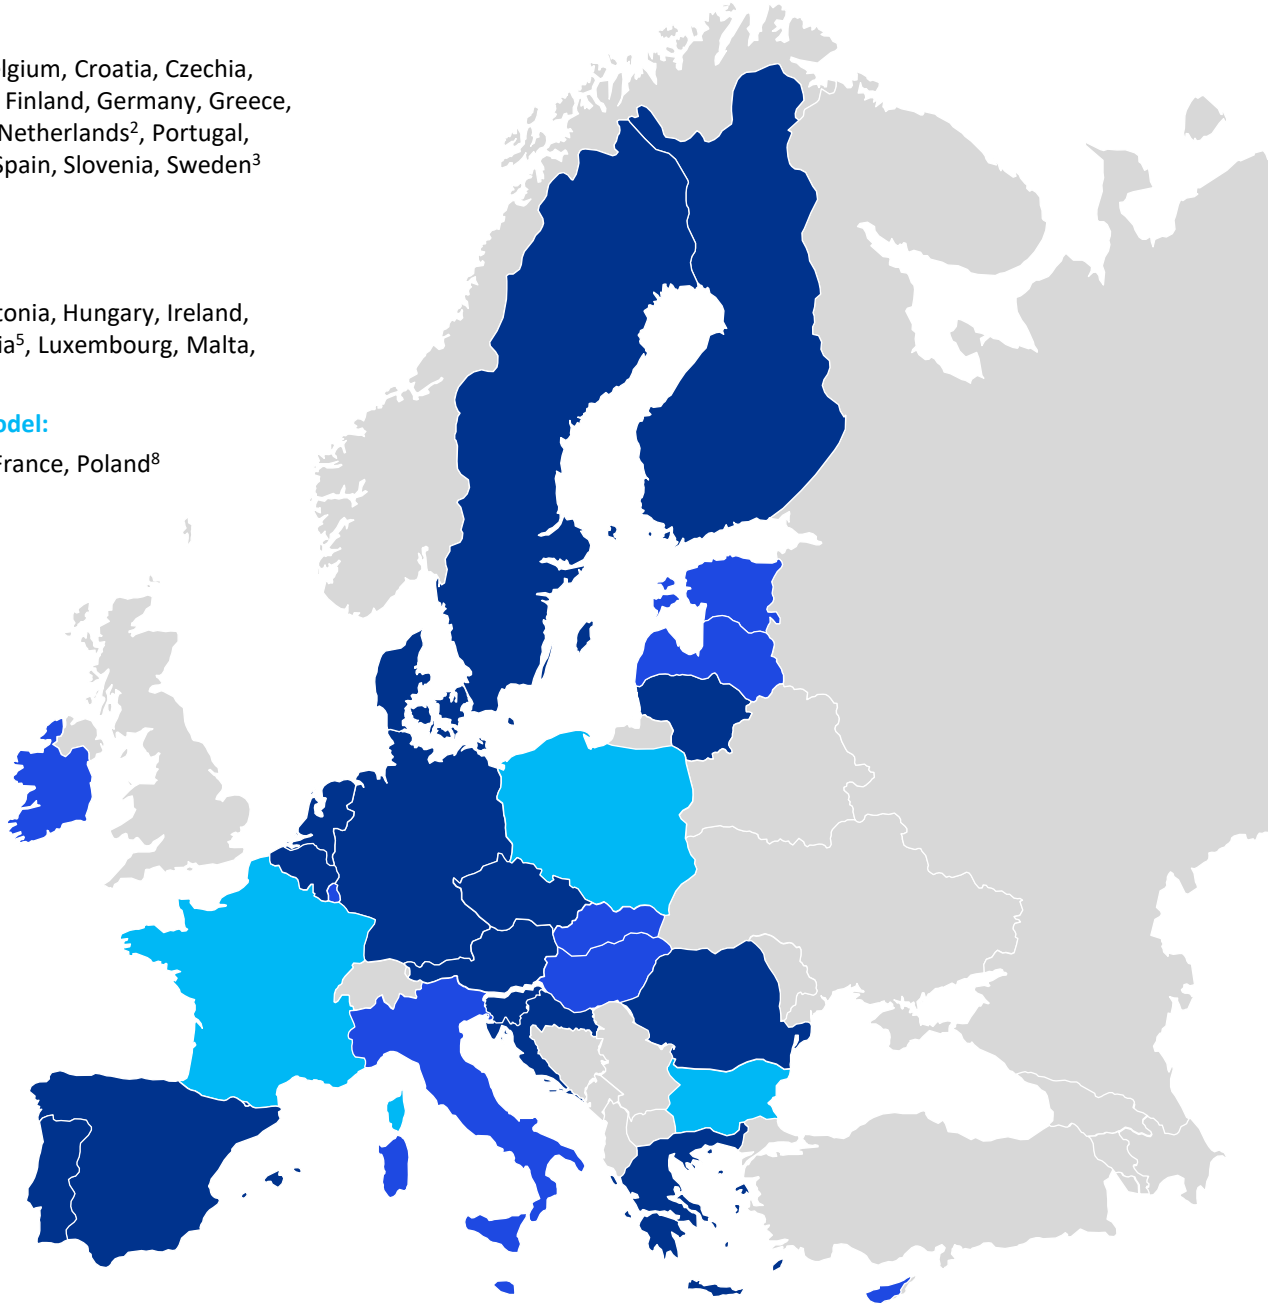 lgium, Croatia, Czechia,
Finland, Germany, Greece,
Netherlands², Portugal,
Spain, Slovenia, Sweden³
tonia, Hungary, Ireland,
ia⁵, Luxembourg, Malta,
odel:
France, Poland⁸